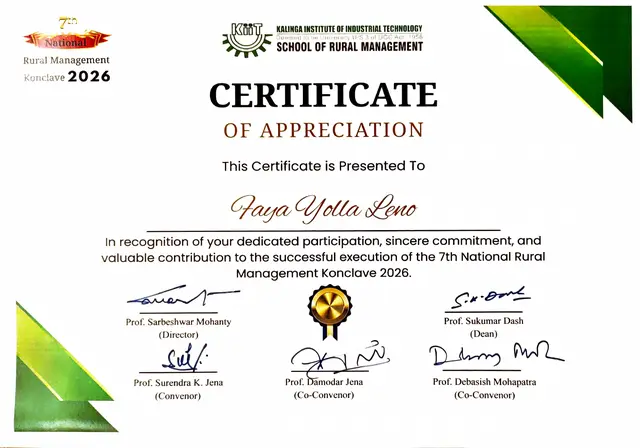 7th
National
Rural Management
Konclave 2026
KiiT
KALINGA INSTITUTE OF INDUSTRIAL TECHNOLOGY
SCHOOL OF RURAL MANAGEMENT
CERTIFICATE
OF APPRECIATION
This Certificate is Presented To
Faya Yolla Leno
In recognition of your dedicated participation, sincere commitment, and
valuable contribution to the successful execution of the 7th National Rural
Management Konclave 2026.
Prof. Sarbeshwar Mohanty
(Director)
Prof. Sukumar Dash
(Dean)
Prof. Surendra K. Jena
(Convenor)
Prof. Damodar Jena
(Co-Convenor)
Prof. Debasish Mohapatra
(Co-Convenor)